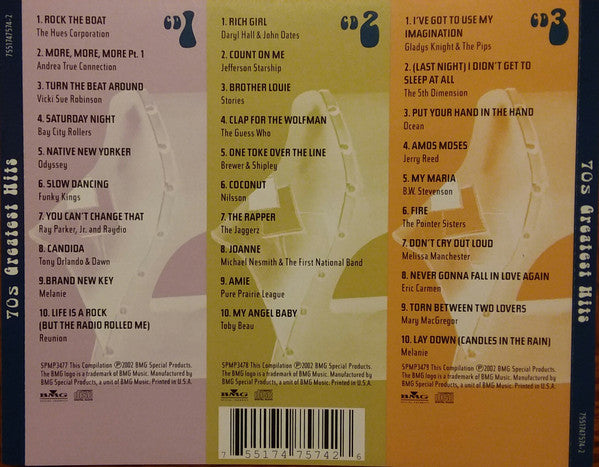 7551747574-2
70s Greatest Hits
CD 1
1. ROCK THE BOAT
The Hues Corporation
2. MORE, MORE, MORE Pt. 1
Andrea True Connection
3. TURN THE BEAT AROUND
Vicki Sue Robinson
4. SATURDAY NIGHT
Bay City Rollers
5. NATIVE NEW YORKER
Odyssey
6. SLOW DANCING
Funky Kings
7. YOU CAN'T CHANGE THAT
Ray Parker, Jr. and Raydio
8. CANDIDA
Tony Orlando & Dawn
9.BRAND NEW KEY
Melanie
10. LIFE IS A ROCK
(BUT THE RADIO ROLLED ME)
Reunion
SPMP3477 This Compilation ℗2002 BMG Special Products.
The BMG logo is a trademark of BMG Music. Manufactured by
BMG Special Products, a unit of BMG Music. Printed in U.S.A.
BMG
CD 2
1. RICH GIRL
Daryl Hall & John Oates
2. COUNT ON ME
Jefferson Starship
3. BROTHER LOUIE
Stories
4. CLAP FOR THE WOLFMAN
The Guess Who
5. ONE TOKE OVER THE LINE
Brewer & Shipley
6. COCONUT
Nilsson
7. THE RAPPER
The Jaggerz
8. JOANNE
Michael Nesmith & The First National Band
9. AMIE
Pure Prairie League
10. MY ANGEL BABY
Toby Beau
SPMP3478 This Compilation ℗2002 BMG Special Products.
The BMG logo is a trademark of BMG Music. Manufactured by
BMG Special Products, a unit of BMG Music. Printed in U.S.A.
BMG
7 55174 75742 6
CD 3
1. I'VE GOT TO USE MY
IMAGINATION
Gladys Knight & The Pips
2. (LAST NIGHT) I DIDN'T GET TO
SLEEP AT ALL
The 5th Dimension
3. PUT YOUR HAND IN THE HAND
Ocean
4. AMOS MOSES
Jerry Reed
5. MY MARIA
B.W. Stevenson
6. FIRE
The Pointer Sisters
7. DON'T CRY OUT LOUD
Melissa Manchester
8. NEVER GONNA FALL IN LOVE AGAIN
Eric Carmen
9. TORN BETWEEN TWO LOVERS
Mary MacGregor
10. LAY DOWN (CANDLES IN THE RAIN)
Melanie
SPMP3479 This Compilation ℗2002 BMG Special Products.
The BMG logo is a trademark of BMG Music. Manufactured by
BMG Special Products, a unit of BMG Music. Printed in U.S.A.
BMG
70s Greatest Hits
7551747574-2